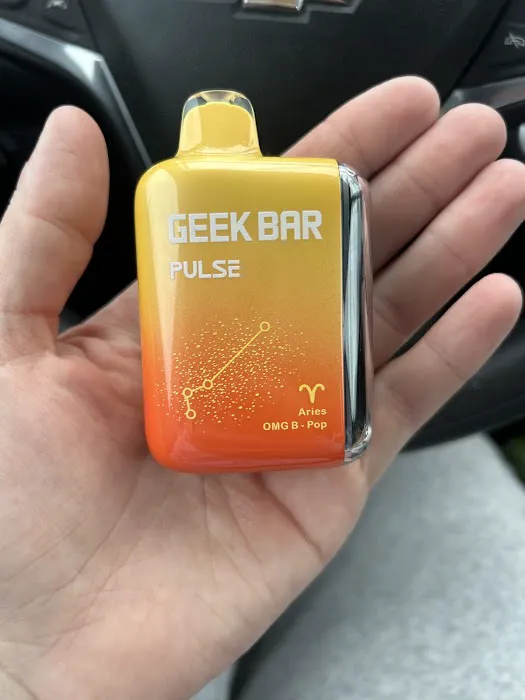 GEEK BAR
PULSE
Aries
OMG B - Pop